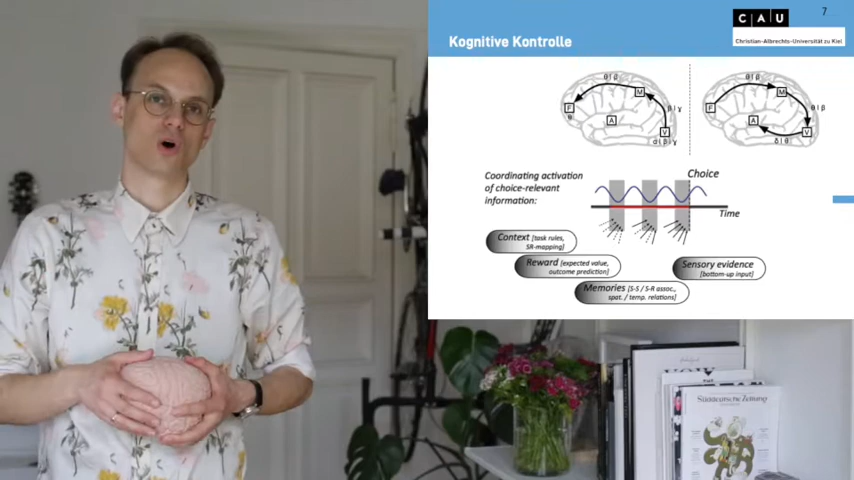 7
C A U
Christian-Albrechts-Universität zu Kiel
Kognitive Kontrolle
θ | β
θ | β
F
M
F
M
θ
β | γ
θ | β
A
A
V
V
α | β | γ
δ | θ
Coordinating activation
of choice-relevant
information:
Choice
Time
Context [task rules,
SR-mapping]
Reward [expected value,
outcome prediction]
Sensory evidence
[bottom-up input]
Memories [S-S / S-R assoc.,
spat. / temp. relations]
Süddeutsche Zeitung